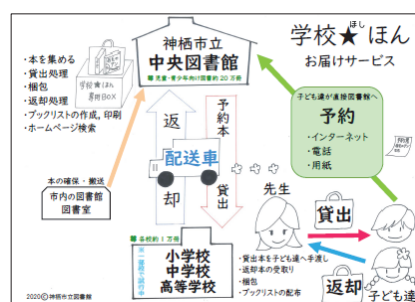 学校★ほん
ほし
お届けサービス
神栖市立
中央図書館
■児童・青少年向け図書約20万冊
・本を集める
・貸出処理
・梱包
・返却処理
・ブックリストの作成、印刷
・ホームページ検索
学校★ほん
専用BOX
子ども達が直接図書館へ
予約
・インターネット
・電話
・用紙
返却
予約本
貸出
配送車
本の確保・搬送
市内の図書館
図書室
先生
貸出
返却
子ども達
・貸出本を子ども達へ手渡し
・返却本の受取り
・梱包
・ブックリストの配布
■各校約1万冊
小学校
中学校
高等学校
2020©神栖市立図書館